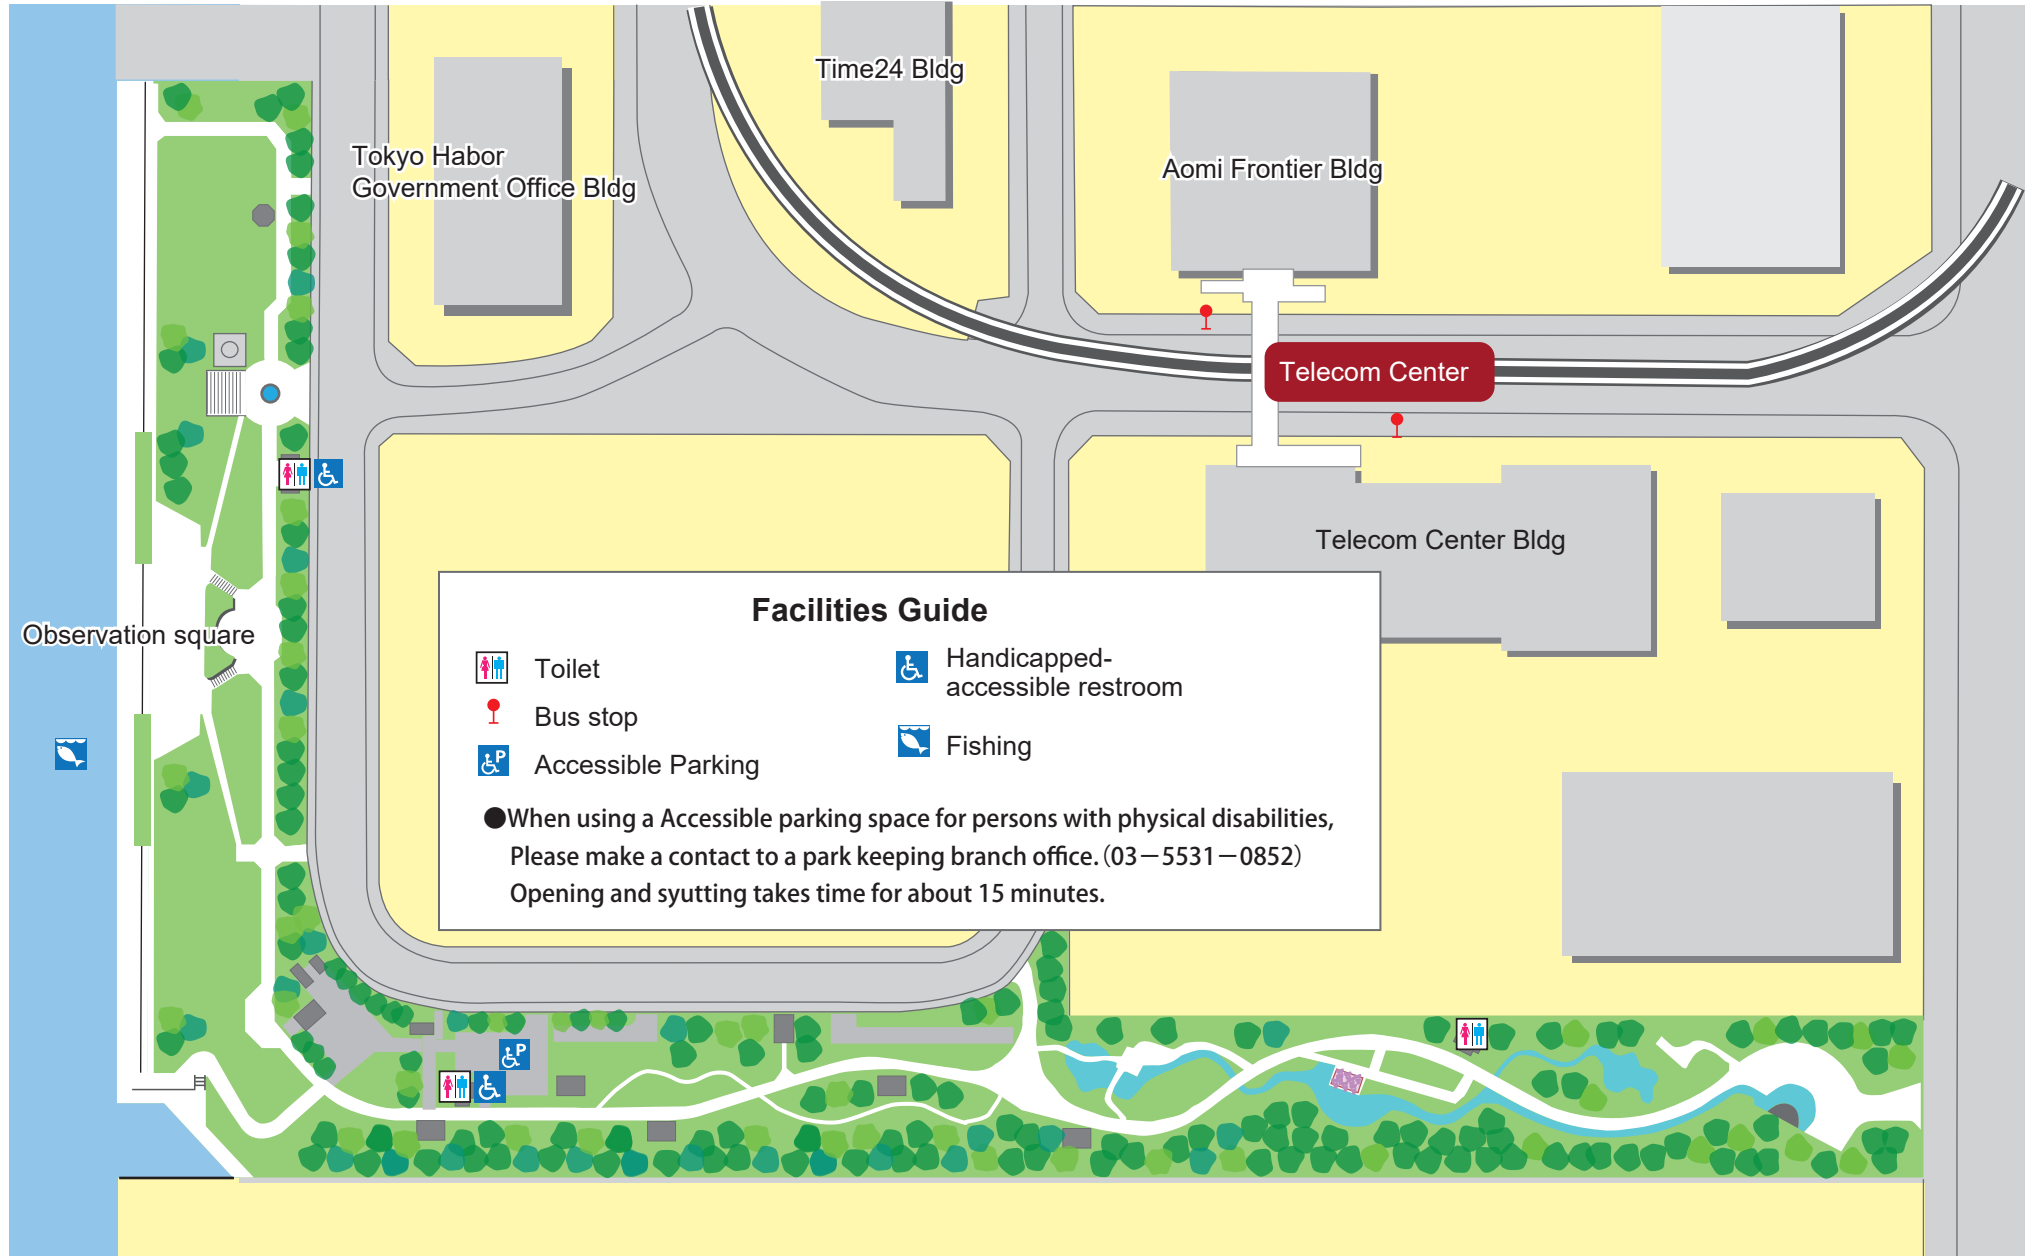 Time24 Bldg
Tokyo Habor
Government Office Bldg
Aomi Frontier Bldg
Telecom Center
Telecom Center Bldg
Observation square
Facilities Guide
Toilet
Handicapped-
accessible restroom
Bus stop
Fishing
P
Accessible Parking
●When using a Accessible parking space for persons with physical disabilities,
Please make a contact to a park keeping branch office.(03－5531－0852)
Opening and syutting takes time for about 15 minutes.
P